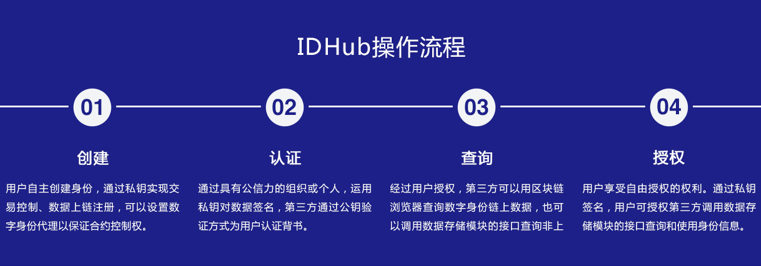 IDHub操作流程
01
02
03
04
创建
认证
查询
授权
用户自主创建身份，通过私钥实现交
易控制、数据上链注册，可以设置数
字身份代理以保证合约控制权。
通过具有公信力的组织或个人，运用
私钥对数据签名，第三方通过公钥验
证方式为用户认证背书。
经过用户授权，第三方可以用区块链
浏览器查询数字身份链上数据，也可
以调用数据存储模块的接口查询非上
用户享受自由授权的权利。通过私钥
签名，用户可授权第三方调用数据存
储模块的接口查询和使用身份信息。